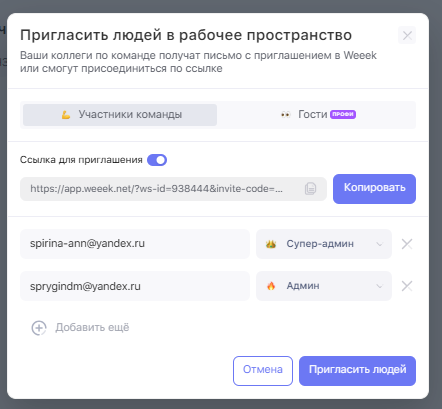 Пригласить людей в рабочее пространство
Ваши коллеги по команде получат письмо с приглашением в Weeek
или смогут присоединиться по ссылке
Участники команды
Гости ПРОФИ
Ссылка для приглашения
https://app.weeek.net/?ws-id=938444&invite-code=...
Копировать
spirina-ann@yandex.ru
Супер-админ
sprygindm@yandex.ru
Админ
Добавить ещё
Отмена
Пригласить людей